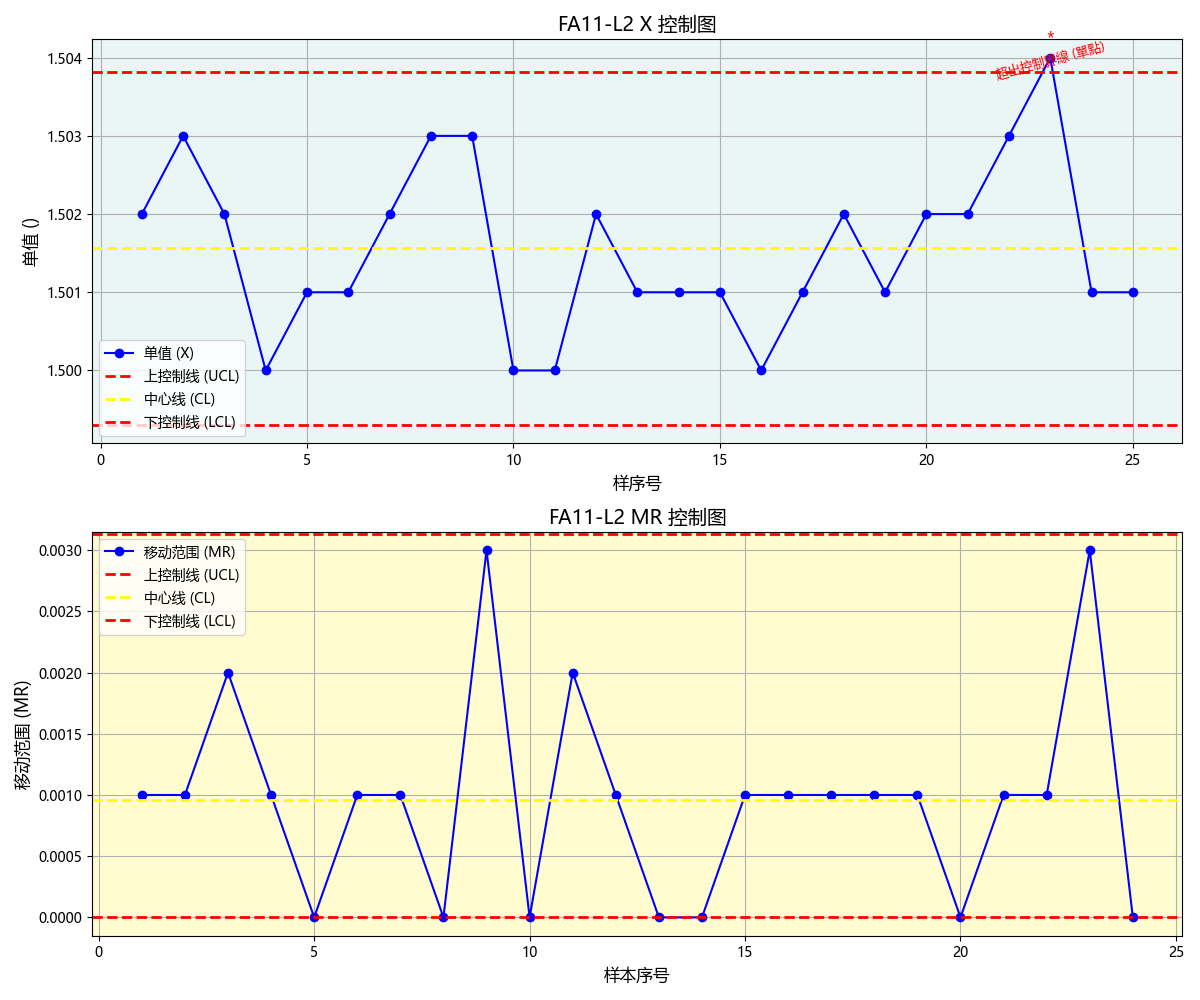 FA11-L2 X 控制图
*
超出控制界線 (單點)
单值 ()
1.504
1.503
1.502
1.501
1.500
单值 (X)
上控制线 (UCL)
中心线 (CL)
下控制线 (LCL)
0 5 10 15 20 25
样序号
FA11-L2 MR 控制图
移动范围 (MR)
0.0030
0.0025
0.0020
0.0015
0.0010
0.0005
0.0000
移动范围 (MR)
上控制线 (UCL)
中心线 (CL)
下控制线 (LCL)
0 5 10 15 20 25
样本序号